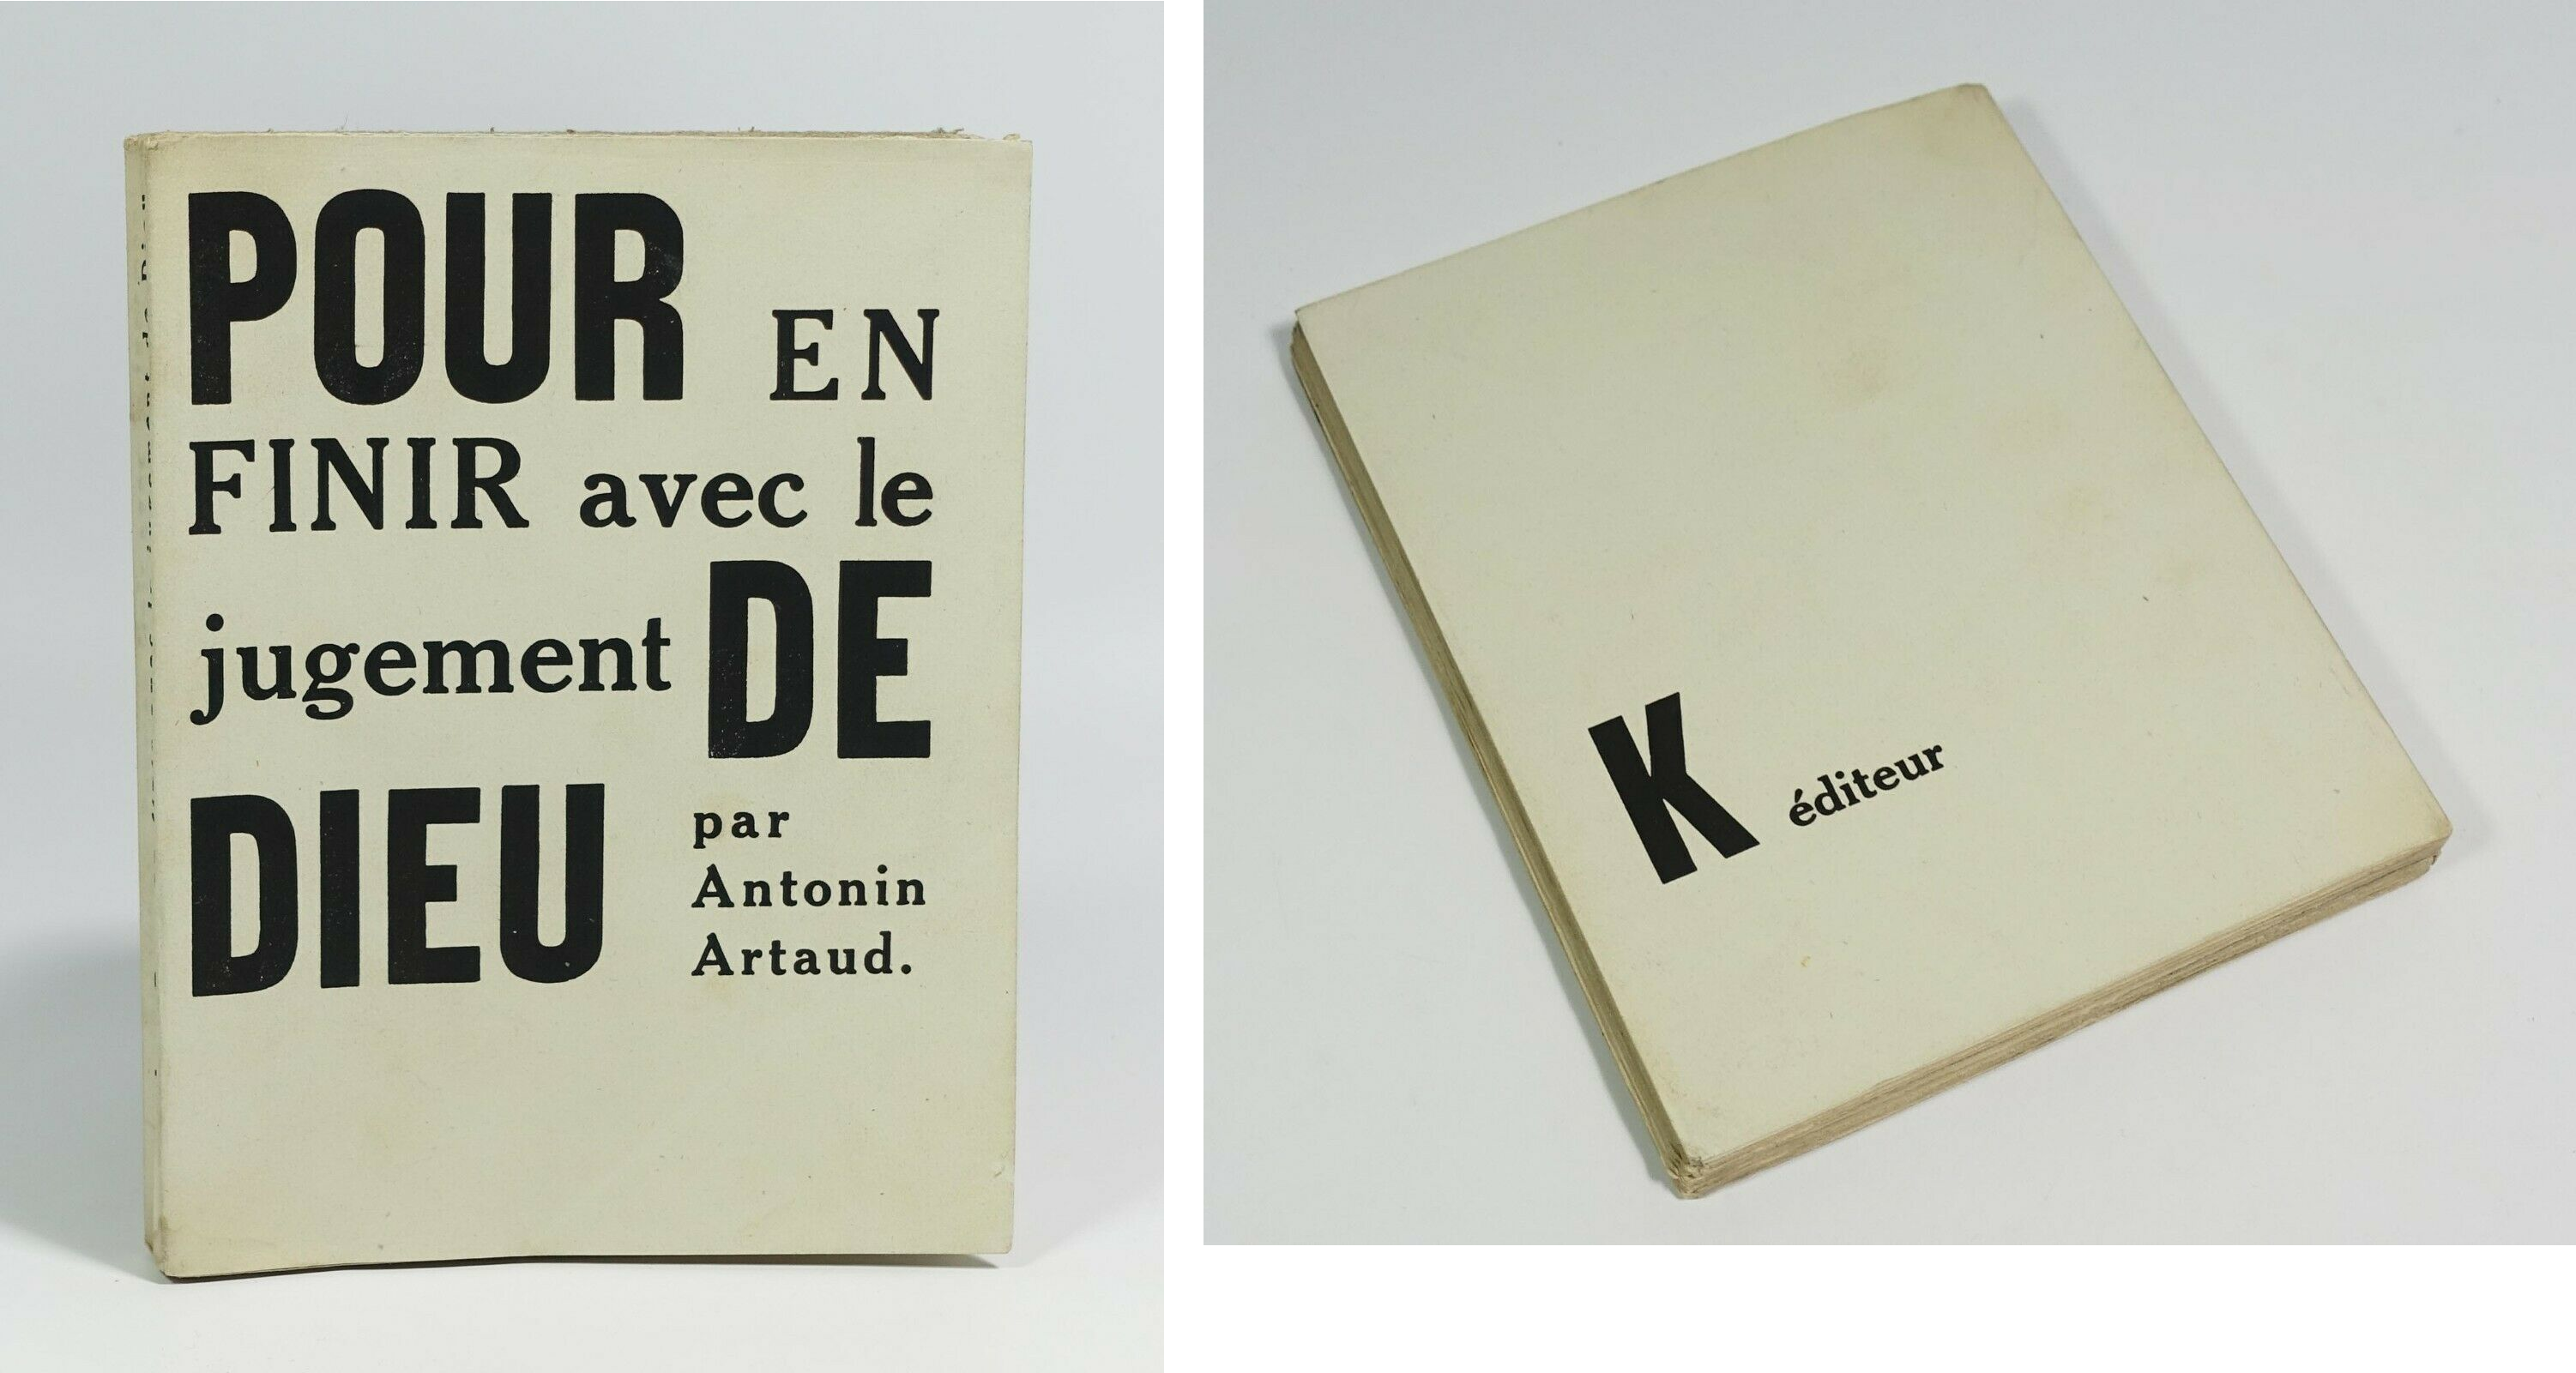 POUR EN
FINIR avec le
jugement DE
DIEU par
Antonin
Artaud.
K éditeur